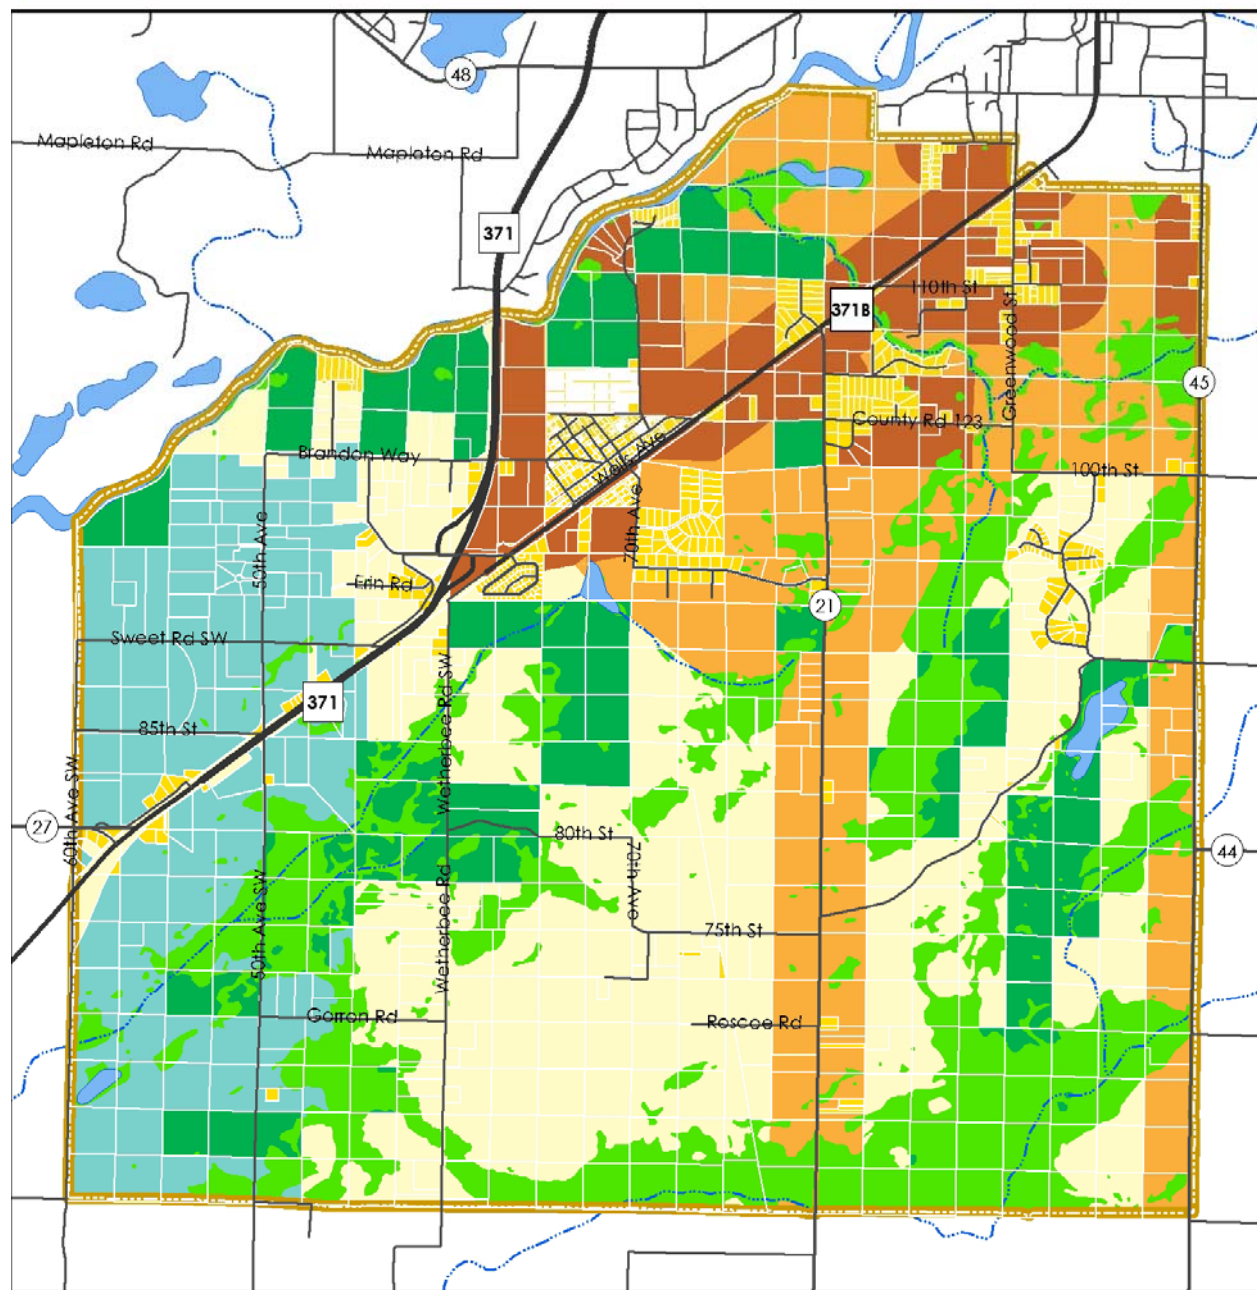 48
Mapleton Rd
Mapleton Rd
371
110th St
371B
Greenwood St
45
County Rd 123
Brandon Way
Wells Ave
100th St
70th Ave
50th Ave
Erin Rd
21
Sweet Rd SW
371
Wetherbee Rd SW
85th St
60th Ave SW
27
80th St
44
70th Ave
Wetherbee Rd
50th Ave SW
75th St
Gorron Rd
Roscoe Rd